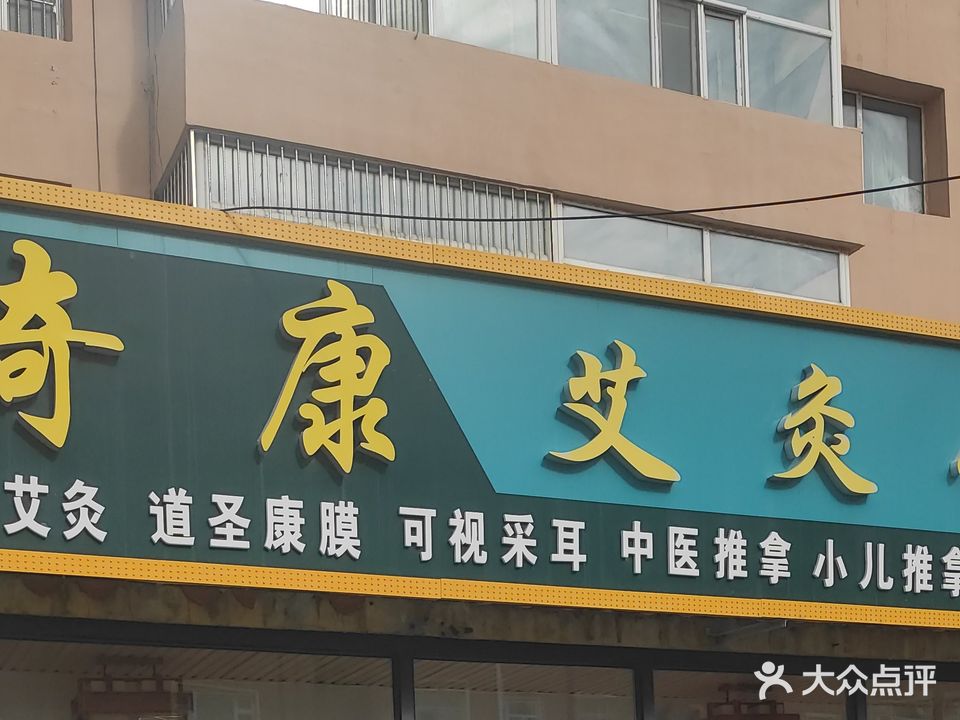 康艾灸
艾灸 道圣康膜 可视采耳 中医推拿 小儿推拿
大众点评